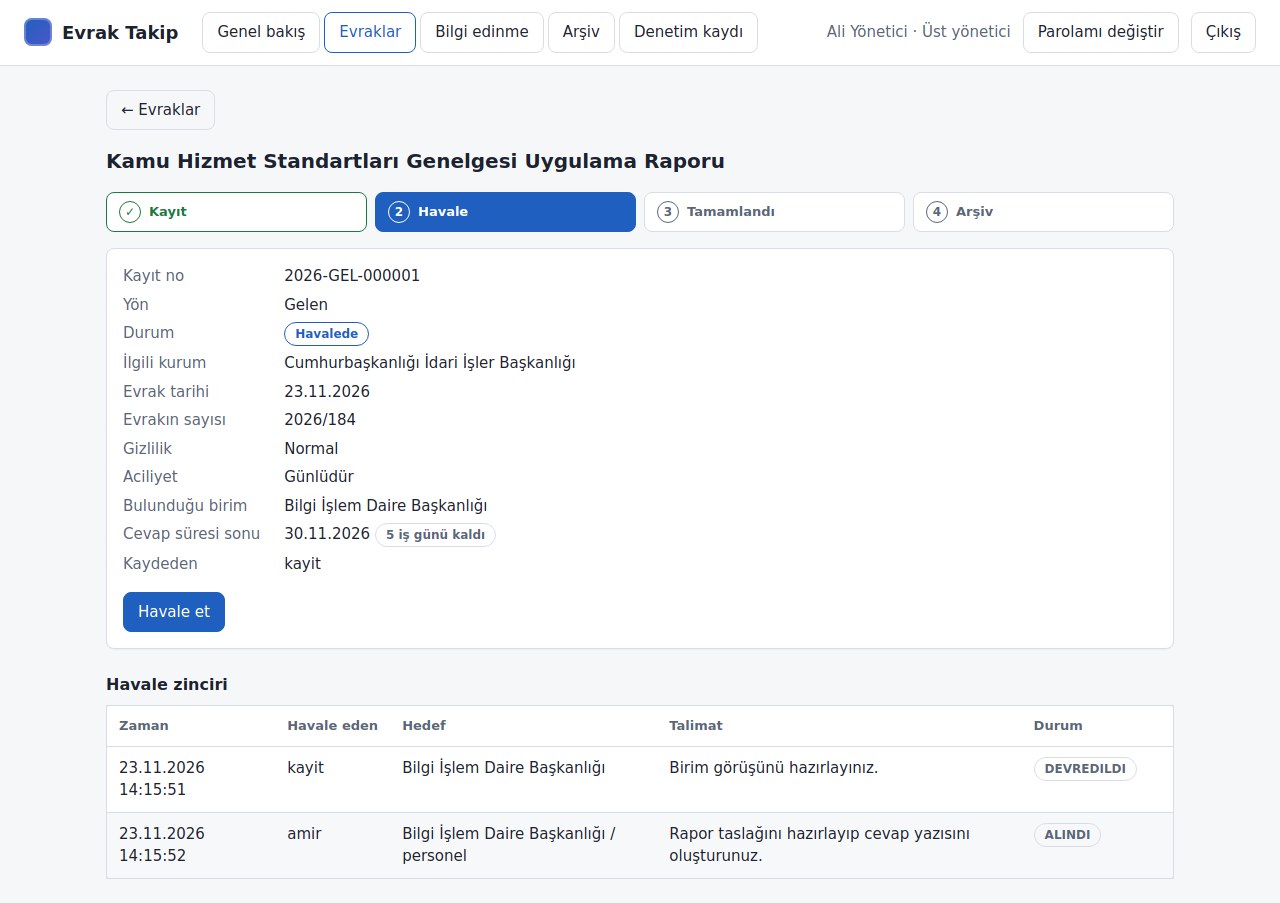 Evrak Takip
Genel bakış
Evraklar
Bilgi edinme
Arşiv
Denetim kaydı
Ali Yönetici · Üst yönetici
Parolamı değiştir
Çıkış
← Evraklar
Kamu Hizmet Standartları Genelgesi Uygulama Raporu
✓ Kayıt
2 Havale
3 Tamamlandı
4 Arşiv
Kayıt no 2026-GEL-000001
Yön Gelen
Durum Havalede
İlgili kurum Cumhurbaşkanlığı İdari İşler Başkanlığı
Evrak tarihi 23.11.2026
Evrakın sayısı 2026/184
Gizlilik Normal
Aciliyet Günlüdür
Bulunduğu birim Bilgi İşlem Daire Başkanlığı
Cevap süresi sonu 30.11.2026 5 iş günü kaldı
Kaydeden kayit
Havale et
Havale zinciri
Zaman Havale eden Hedef Talimat Durum
23.11.2026 kayit Bilgi İşlem Daire Başkanlığı Birim görüşünü hazırlayınız. DEVREDILDI
14:15:51
23.11.2026 amir Bilgi İşlem Daire Başkanlığı / Rapor taslağını hazırlayıp cevap yazısını ALINDI
14:15:52 personel oluşturunuz.